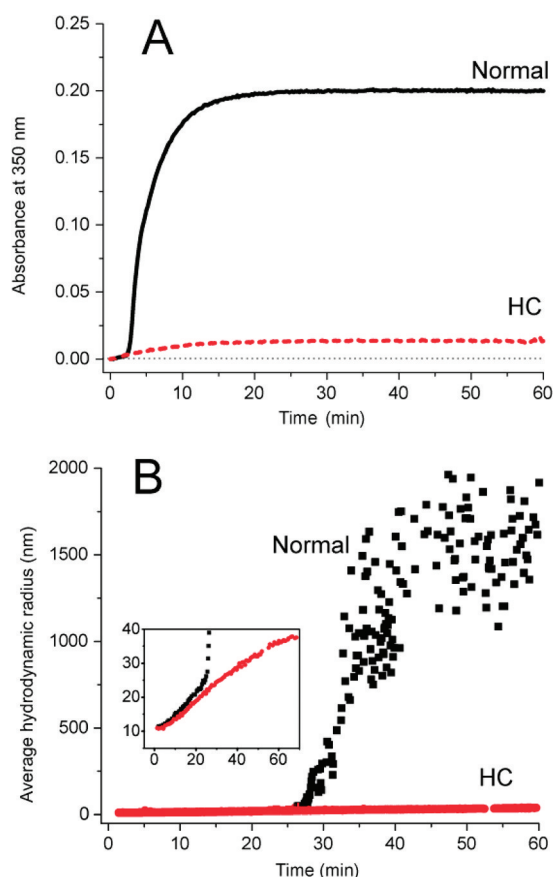 A
0.25
Normal
0.20
0.15
Absorbance at 350 nm
0.10
0.05
HC
0.00
0 10 20 30 40 50 60
Time (min)
B
2000
Normal
1500
Average hydrodynamic radius (nm)
40
30
20
10
0 20 40 60
1000
500
HC
0
0 10 20 30 40 50 60
Time (min)